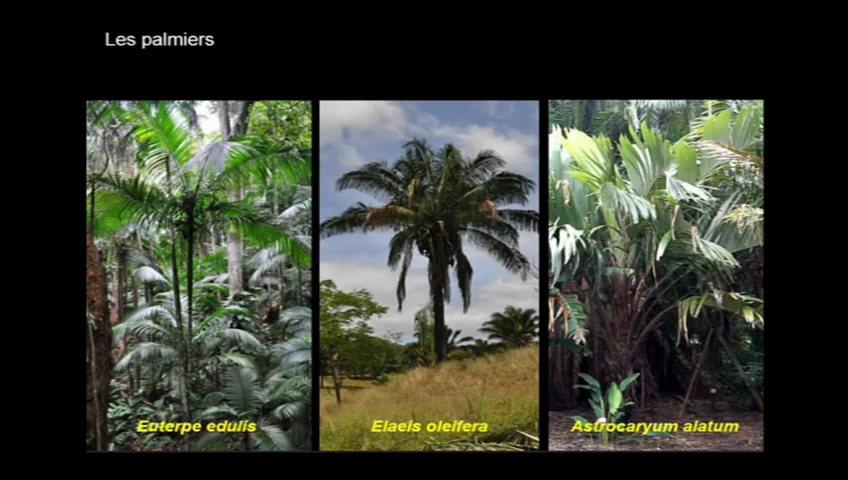 Les palmiers
Euterpe edulis
Elaeis oleifera
Astrocaryum alatum